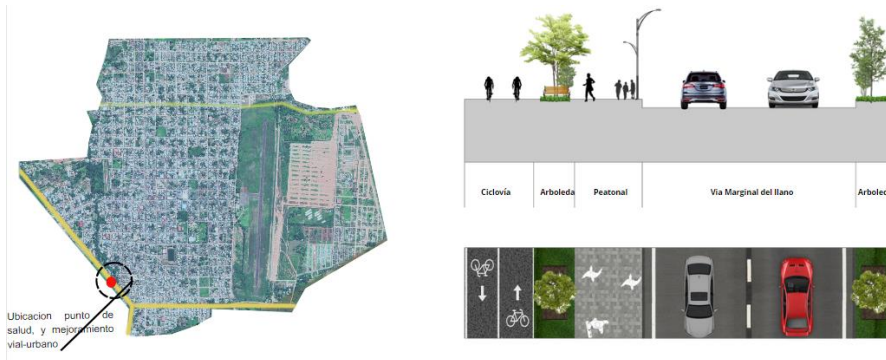 Ubicacion punto de
salud, y mejoramiento
vial-urbano
Ciclovía Arboleda Peatonal Via Marginal del llano Arboled